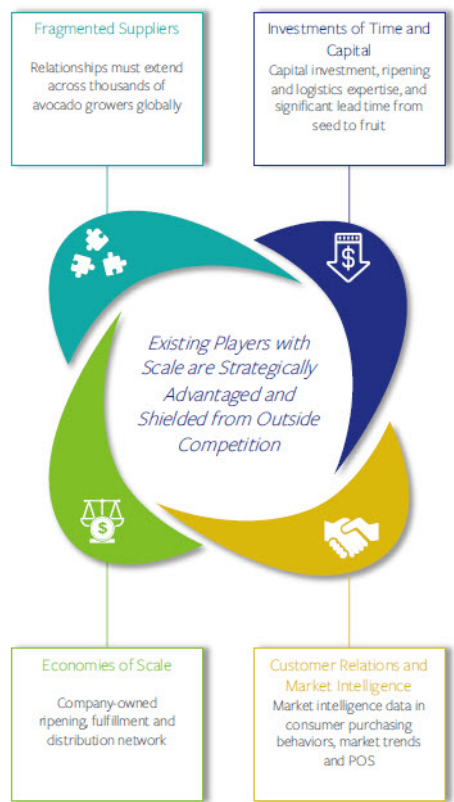 Fragmented Suppliers
Relationships must extend
across thousands of
avocado growers globally
Investments of Time and
Capital
Capital investment, ripening
and logistics expertise, and
significant lead time from
seed to fruit
$
Existing Players with
Scale are Strategically
Advantaged and
Shielded from Outside
Competition
$
Economies of Scale
Company-owned
ripening, fulfillment and
distribution network
Customer Relations and
Market Intelligence
Market intelligence data in
consumer purchasing
behaviors, market trends
and POS